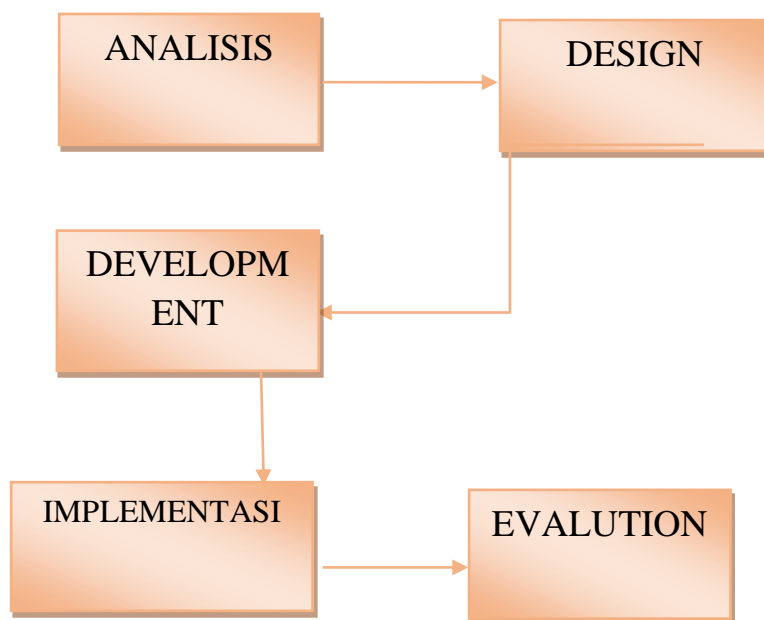 ANALISIS
DESIGN
DEVELOPM
ENT
IMPLEMENTASI
EVALUTION